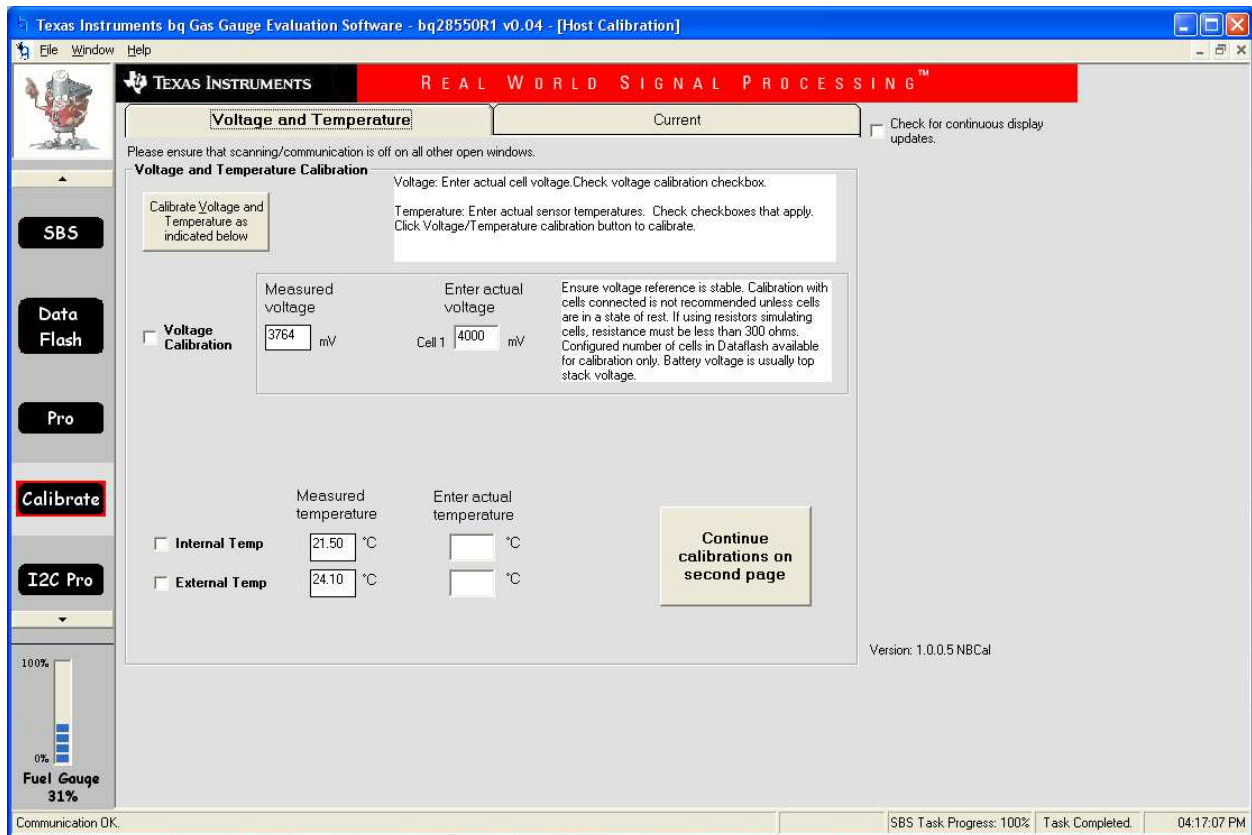 Texas Instruments bq Gas Gauge Evaluation Software - bq28550R1 v0.04 - [Host Calibration]
File Window Help
TEXAS INSTRUMENTS
REAL WORLD SIGNAL PROCESSING™
Voltage and Temperature
Current
Check for continuous display
updates.
Please ensure that scanning/communication is off on all other open windows.
Voltage and Temperature Calibration
Calibrate Voltage and
Temperature as
indicated below
Voltage: Enter actual cell voltage.Check voltage calibration checkbox.
Temperature: Enter actual sensor temperatures. Check checkboxes that apply.
Click Voltage/Temperature calibration button to calibrate.
Voltage
Calibration
Measured
voltage
3764 mV
Enter actual
voltage
Cell 1 4000 mV
Ensure voltage reference is stable. Calibration with
cells connected is not recommended unless cells
are in a state of rest. If using resistors simulating
cells, resistance must be less than 300 ohms.
Configured number of cells in Dataflash available
for calibration only. Battery voltage is usually top
stack voltage.
Measured
temperature
Enter actual
temperature
Internal Temp 21.50 °C °C
External Temp 24.10 °C °C
Continue
calibrations on
second page
Version: 1.0.0.5 NBCal
SBS
Data
Flash
Pro
Calibrate
I2C Pro
100%
0%
Fuel Gauge
31%
Communication OK.
SBS Task Progress: 100%
Task Completed.
04:17:07 PM